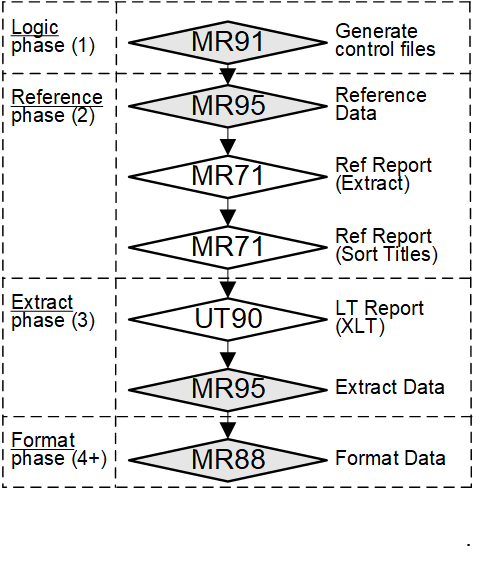 Logic
phase (1)
MR91
Generate
control files
Reference
phase (2)
MR95
Reference
Data
MR71
Ref Report
(Extract)
MR71
Ref Report
(Sort Titles)
Extract
phase (3)
UT90
LT Report
(XLT)
MR95
Extract Data
Format
phase (4+)
MR88
Format Data
.